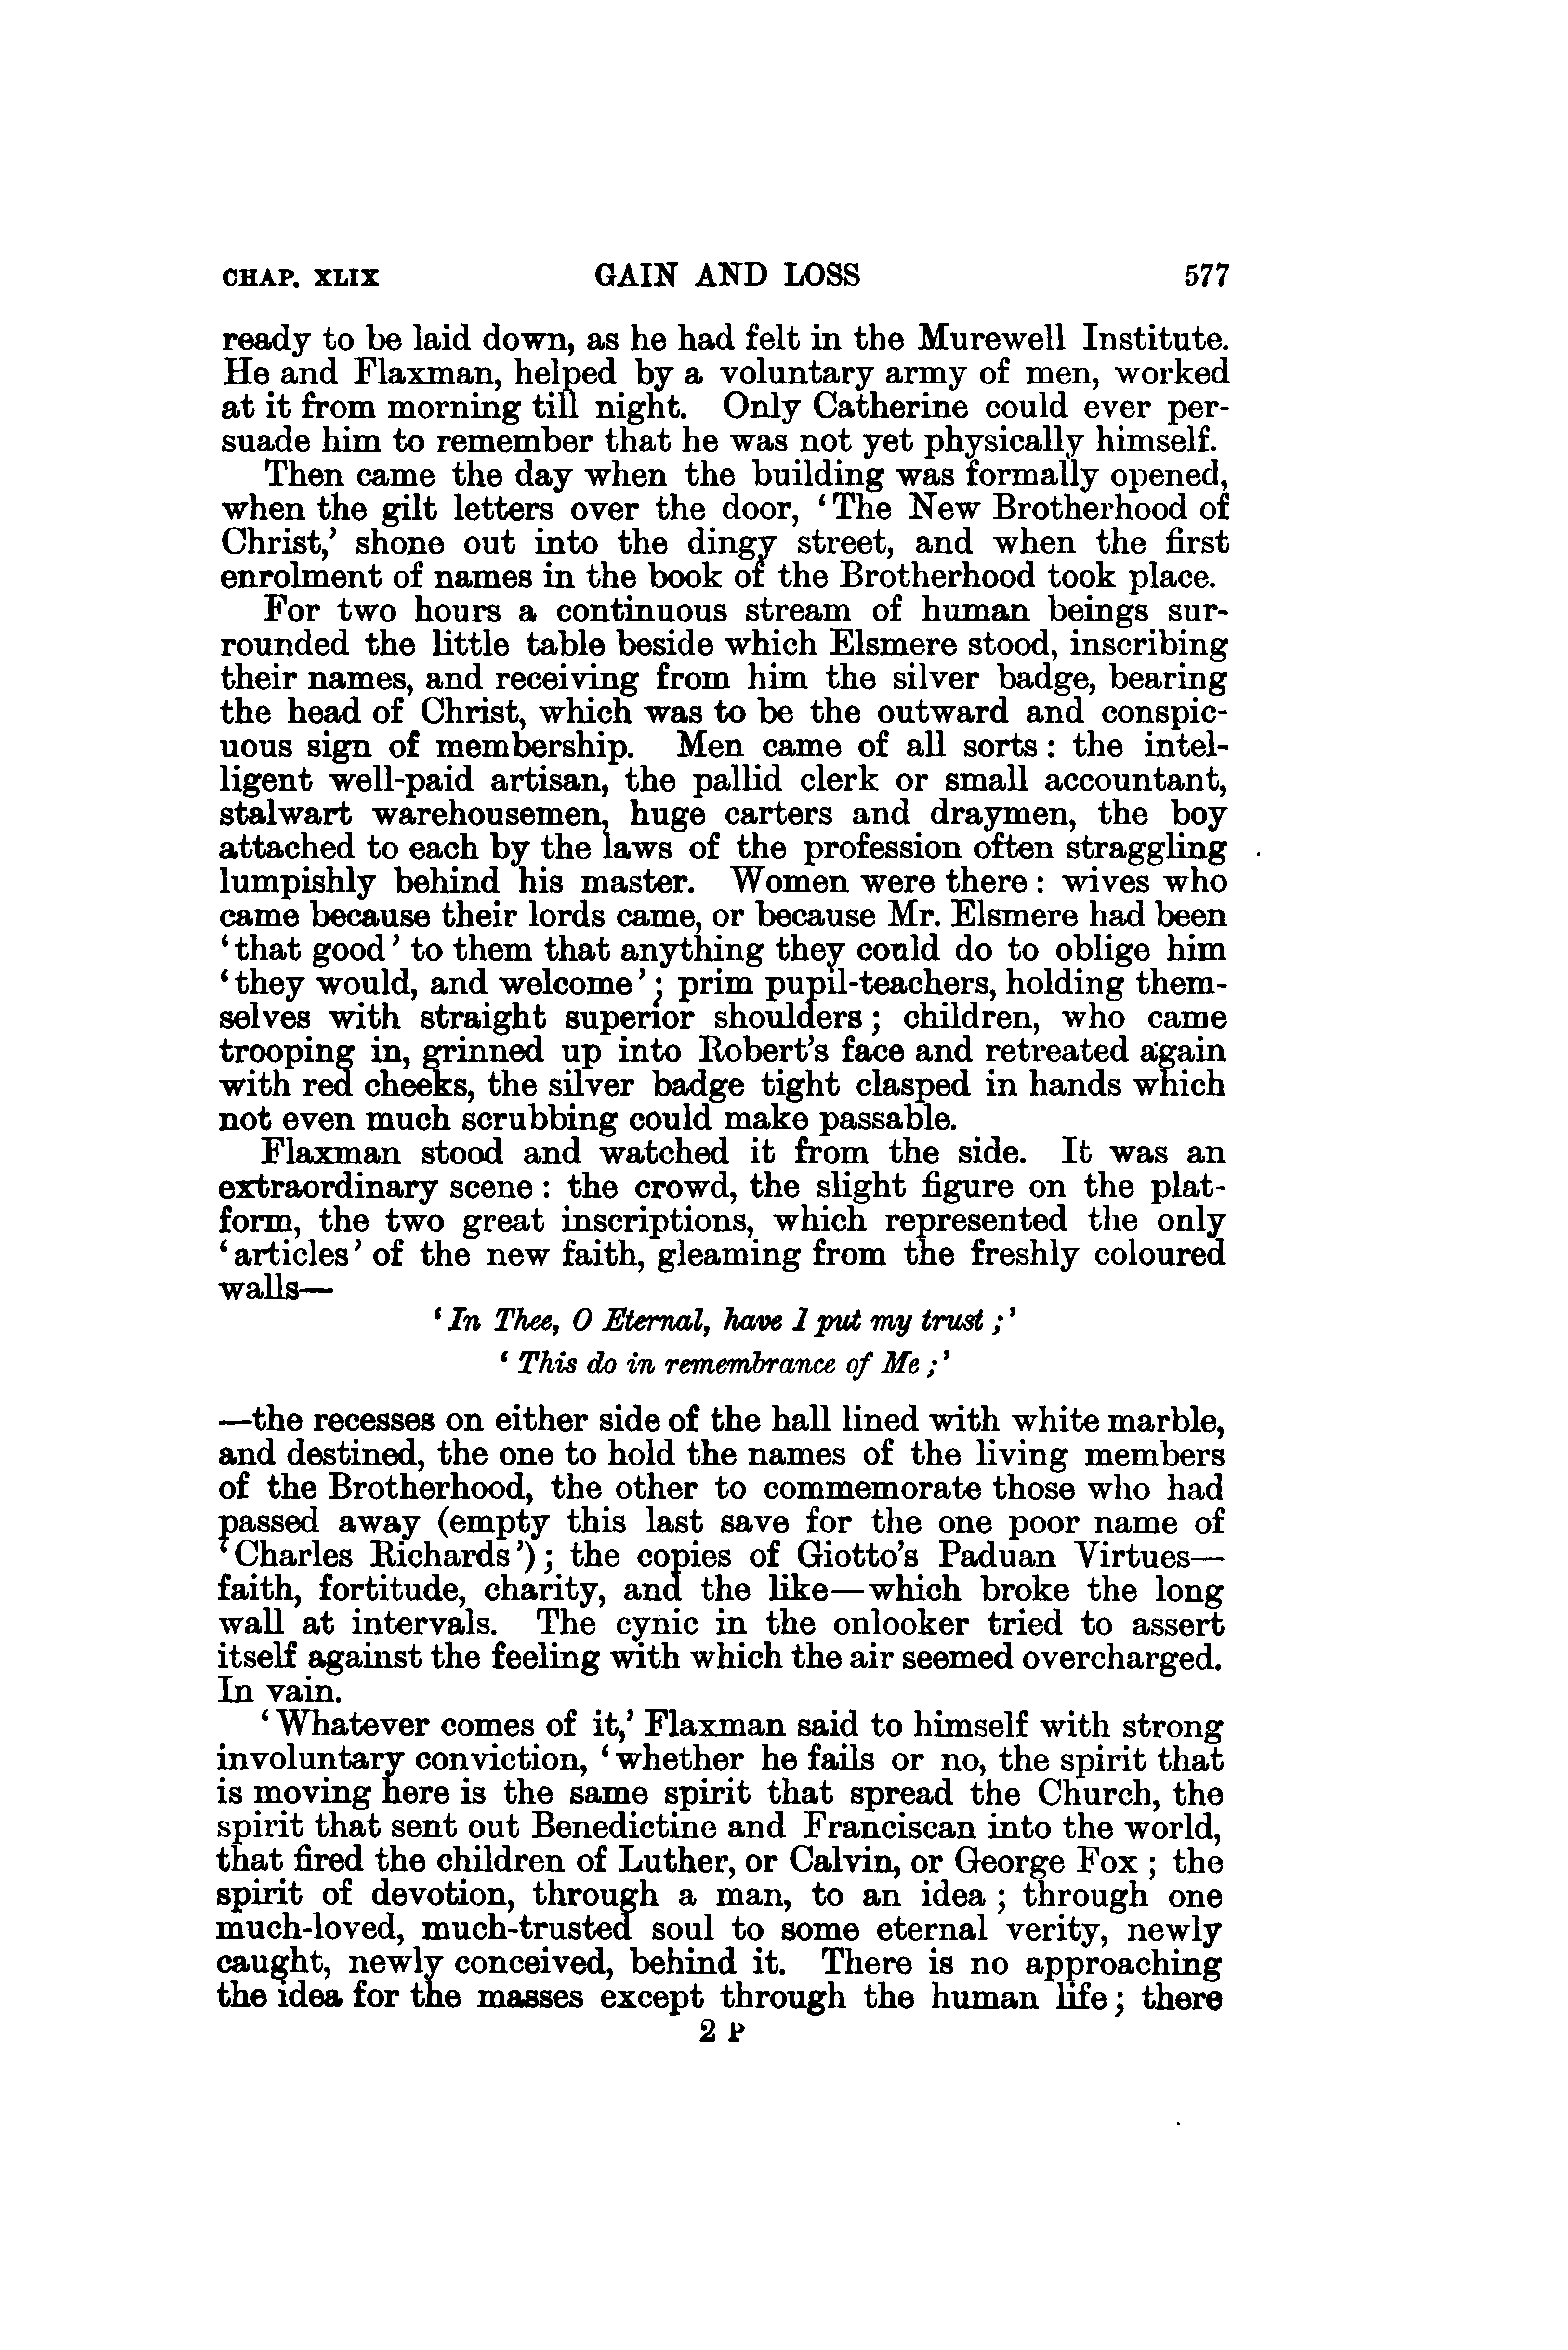 CHAP. XLIX GAIN AND LOSS 577
ready to be laid down, as he had felt in the Murewell Institute.
He and Flaxman, helped by a voluntary army of men, worked
at it from morning till night. Only Catherine could ever per-
suade him to remember that he was not yet physically himself.
Then came the day when the building was formally opened,
when the gilt letters over the door, ‘The New Brotherhood of
Christ,’ shone out into the dingy street, and when the first
enrolment of names in the book of the Brotherhood took place.
For two hours a continuous stream of human beings sur-
rounded the little table beside which Elsmere stood, inscribing
their names, and receiving from him the silver badge, bearing
the head of Christ, which was to be the outward and conspic-
uous sign of membership. Men came of all sorts: the intel-
ligent well-paid artisan, the pallid clerk or small accountant,
stalwart warehousemen, huge carters and draymen, the boy
attached to each by the laws of the profession often straggling
lumpishly behind his master. Women were there: wives who
came because their lords came, or because Mr. Elsmere had been
‘that good’ to them that anything they could do to oblige him
‘they would, and welcome’; prim pupil-teachers, holding them-
selves with straight superior shoulders; children, who came
trooping in, grinned up into Robert’s face and retreated again
with red cheeks, the silver badge tight clasped in hands which
not even much scrubbing could make passable.
Flaxman stood and watched it from the side. It was an
extraordinary scene: the crowd, the slight figure on the plat-
form, the two great inscriptions, which represented the only
‘articles’ of the new faith, gleaming from the freshly coloured
walls—
‘In Thee, O Eternal, have I put my trust;’
‘This do in remembrance of Me;’
—the recesses on either side of the hall lined with white marble,
and destined, the one to hold the names of the living members
of the Brotherhood, the other to commemorate those who had
passed away (empty this last save for the one poor name of
‘Charles Richards’); the copies of Giotto’s Paduan Virtues—
faith, fortitude, charity, and the like—which broke the long
wall at intervals. The cynic in the onlooker tried to assert
itself against the feeling with which the air seemed overcharged.
In vain.
‘Whatever comes of it,’ Flaxman said to himself with strong
involuntary conviction, ‘whether he fails or no, the spirit that
is moving here is the same spirit that spread the Church, the
spirit that sent out Benedictine and Franciscan into the world,
that fired the children of Luther, or Calvin, or George Fox; the
spirit of devotion, through a man, to an idea; through one
much-loved, much-trusted soul to some eternal verity, newly
caught, newly conceived, behind it. There is no approaching
the idea for the masses except through the human life; there
2 P